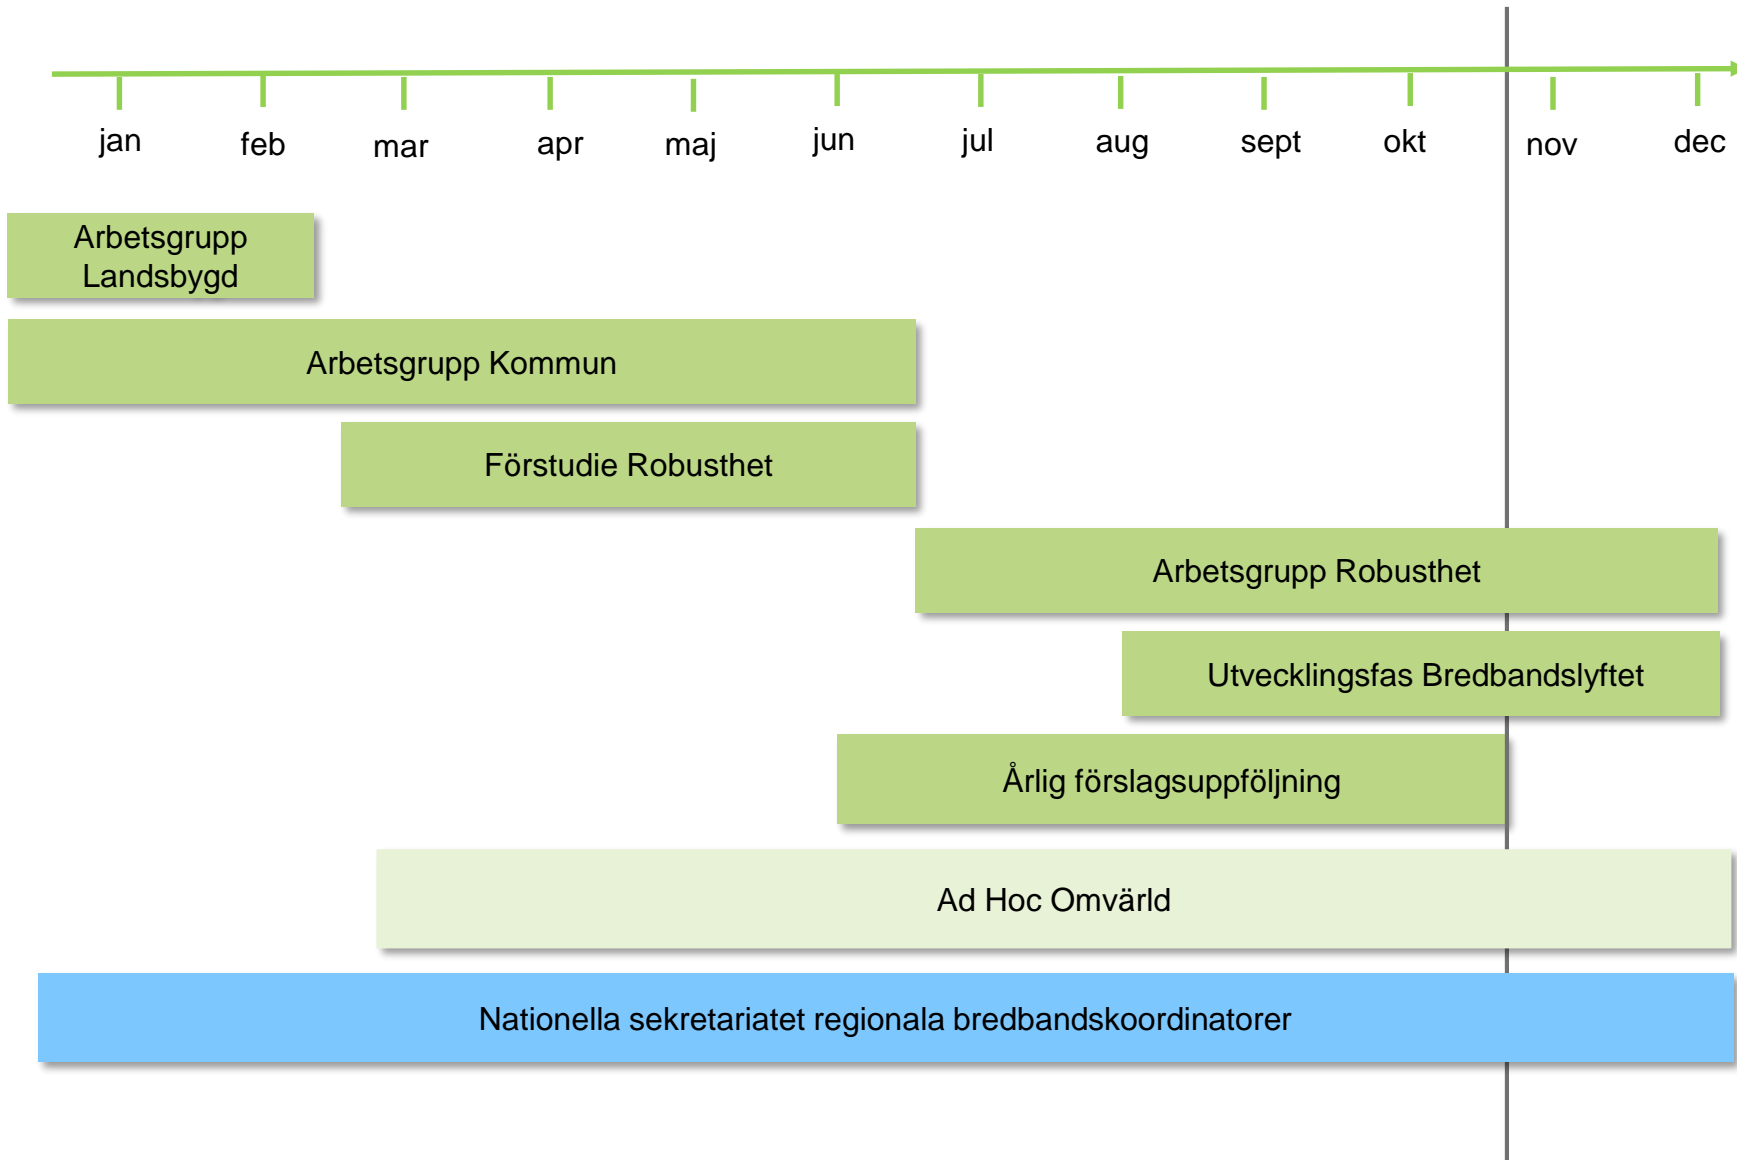 jan feb mar apr maj jun jul aug sept okt nov dec
Arbetsgrupp
Landsbygd
Arbetsgrupp Kommun
Förstudie Robusthet
Arbetsgrupp Robusthet
Utvecklingsfas Bredbandslyftet
Årlig förslagsuppföljning
Ad Hoc Omvärld
Nationella sekretariatet regionala bredbandskoordinatorer